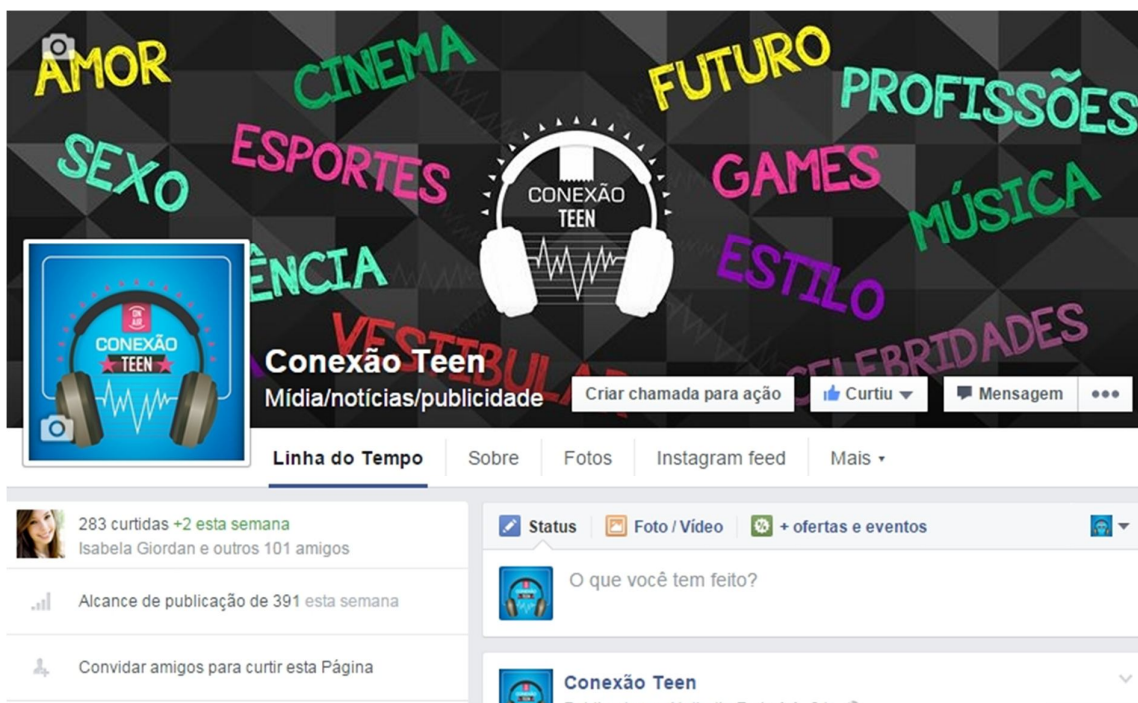 AMOR
CINEMA
FUTURO
PROFISSÕES
SEXO
ESPORTES
GAMES
MÚSICA
CONEXÃO
TEEN
ÊNCIA
ESTILO
VESTIBULAR
CELEBRIDADES
ON
AIR
CONEXÃO
TEEN
Conexão Teen
Mídia/notícias/publicidade
Criar chamada para ação
Curtiu
Mensagem
Linha do Tempo
Sobre
Fotos
Instagram feed
Mais
283 curtidas +2 esta semana
Isabela Giordan e outros 101 amigos
Alcance de publicação de 391 esta semana
Convidar amigos para curtir esta Página
Status
Foto / Vídeo
+ ofertas e eventos
O que você tem feito?
Conexão Teen